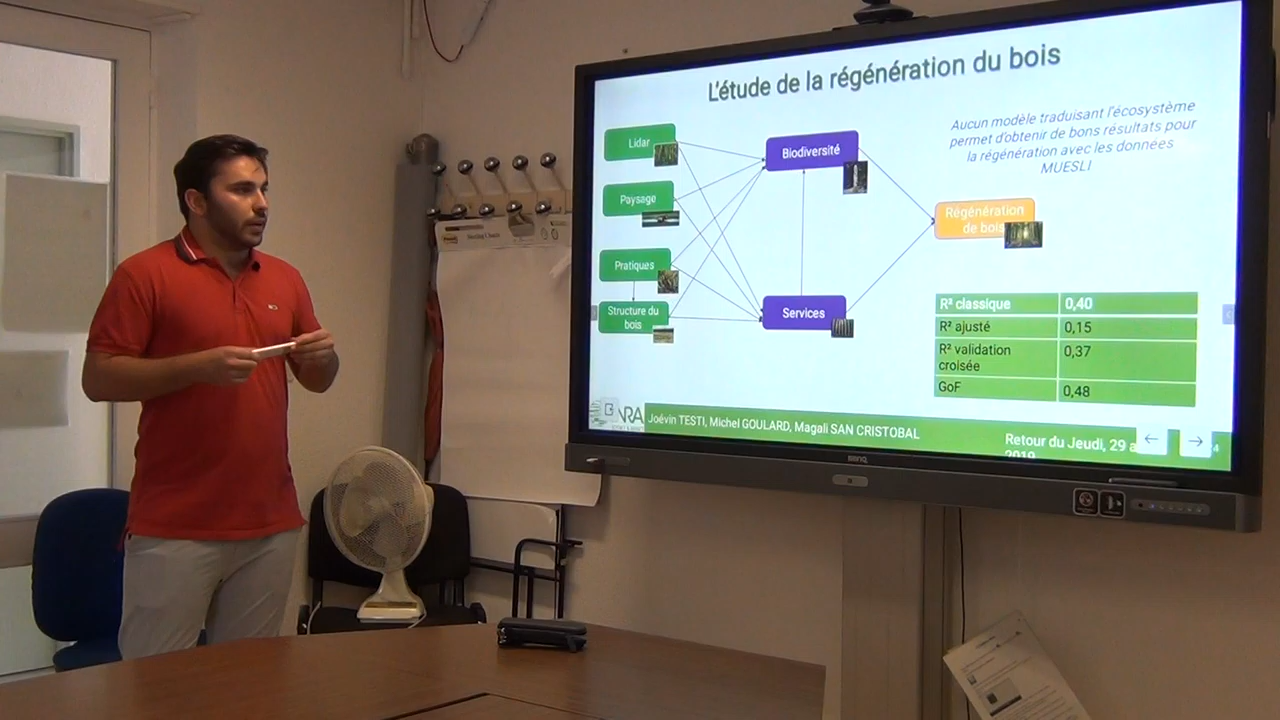 L'étude de la régénération du bois
Aucun modèle traduisant l'écosystème
permet d'obtenir de bons résultats pour
la régénération avec les données
MUESLI
Lidar
Paysage
Pratiques
Structure du
bois
Biodiversité
Services
Régénération
de bois
R² classique 0,40
R² ajusté 0,15
R² validation 0,37
croisée
GoF 0,48
Joévin TESTI, Michel GOULARD, Magali SAN CRISTOBAL
Retour du Jeudi, 29 a
2019
BenQ